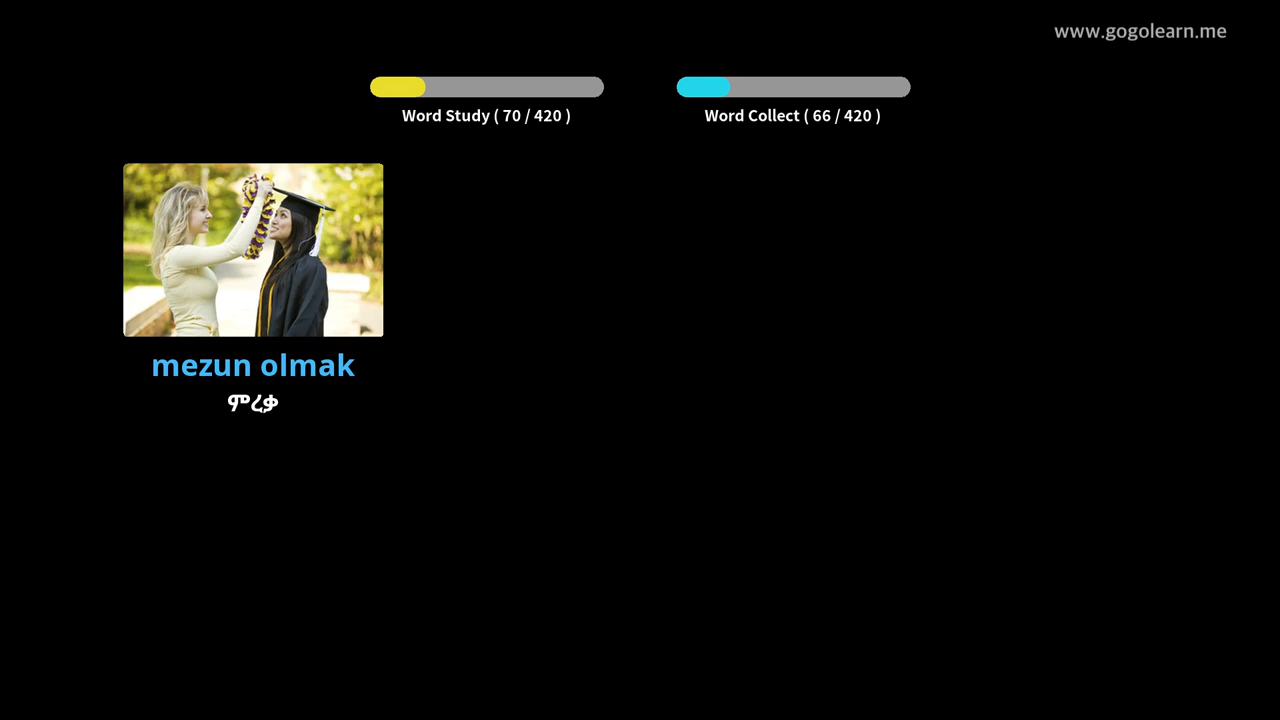 www.gogolearn.me
Word Study ( 70 / 420 )
Word Collect ( 66 / 420 )
mezun olmak
ምረቃ